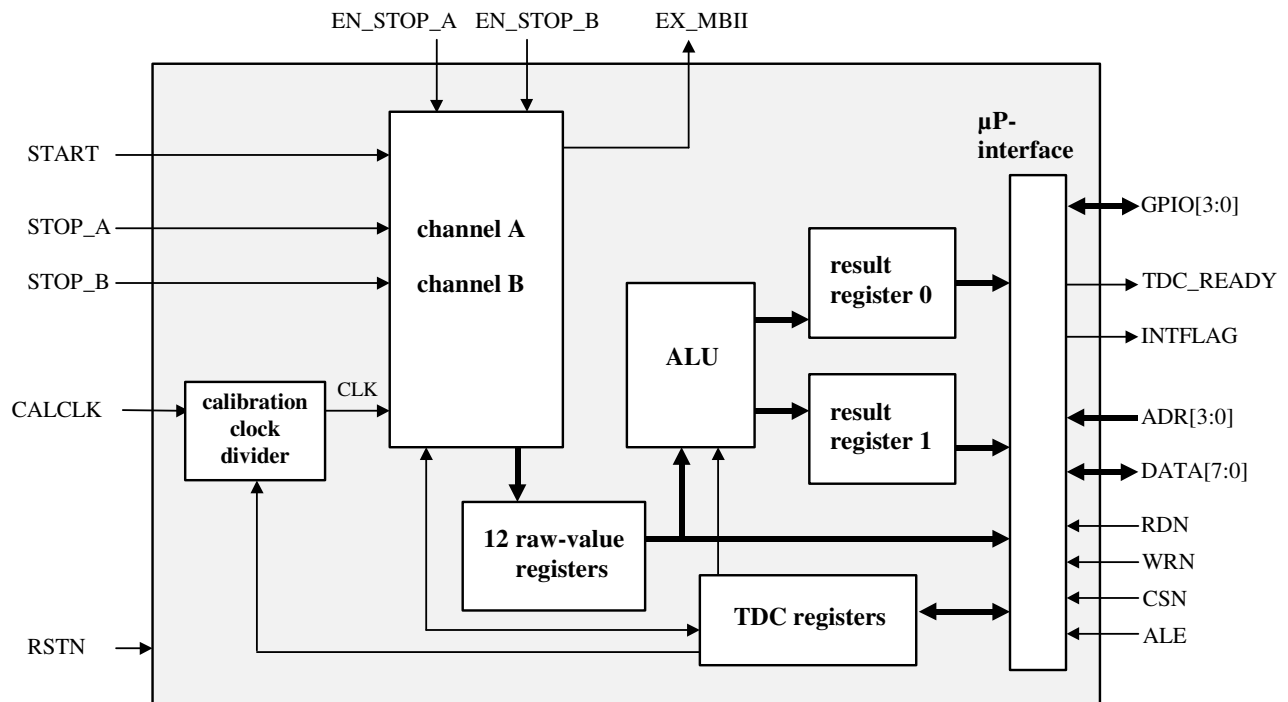 EN_STOP_A EN_STOP_B EX_MBII
µP-
interface
START
STOP_A
STOP_B
channel A
channel B
CALCLK
calibration
clock
divider
CLK
12 raw-value
registers
ALU
result
register 0
result
register 1
TDC registers
RSTN
GPIO[3:0]
TDC_READY
INTFLAG
ADR[3:0]
DATA[7:0]
RDN
WRN
CSN
ALE